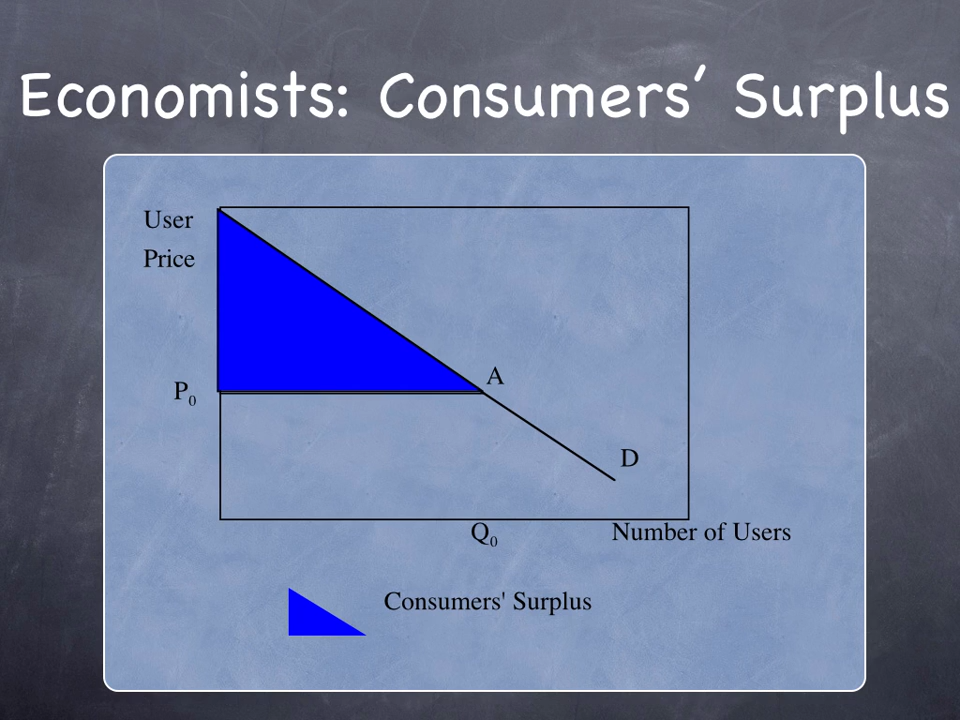 Economists: Consumers’ Surplus
User
Price
P₀
A
D
Q₀
Number of Users
Consumers' Surplus